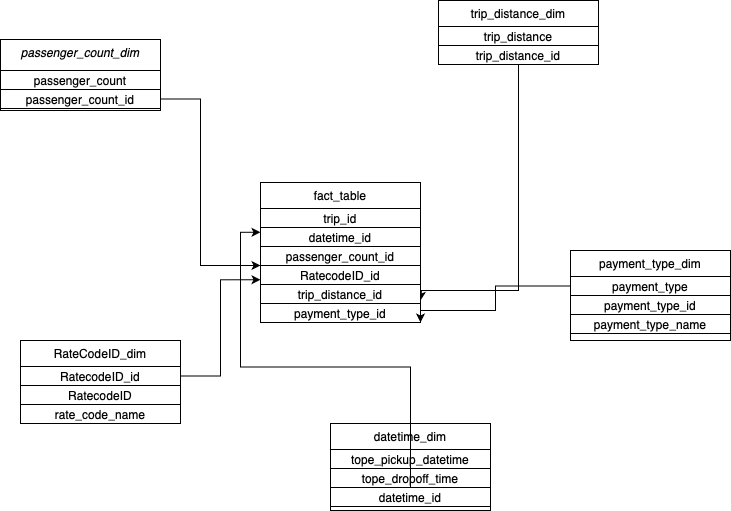 trip_distance_dim
trip_distance
trip_distance_id
passenger_count_dim
passenger_count
passenger_count_id
fact_table
trip_id
datetime_id
passenger_count_id
RatecodeID_id
trip_distance_id
payment_type_id
payment_type_dim
payment_type
payment_type_id
payment_type_name
RateCodeID_dim
RatecodeID_id
RatecodeID
rate_code_name
datetime_dim
tope_pickup_datetime
tope_dropoff_time
datetime_id